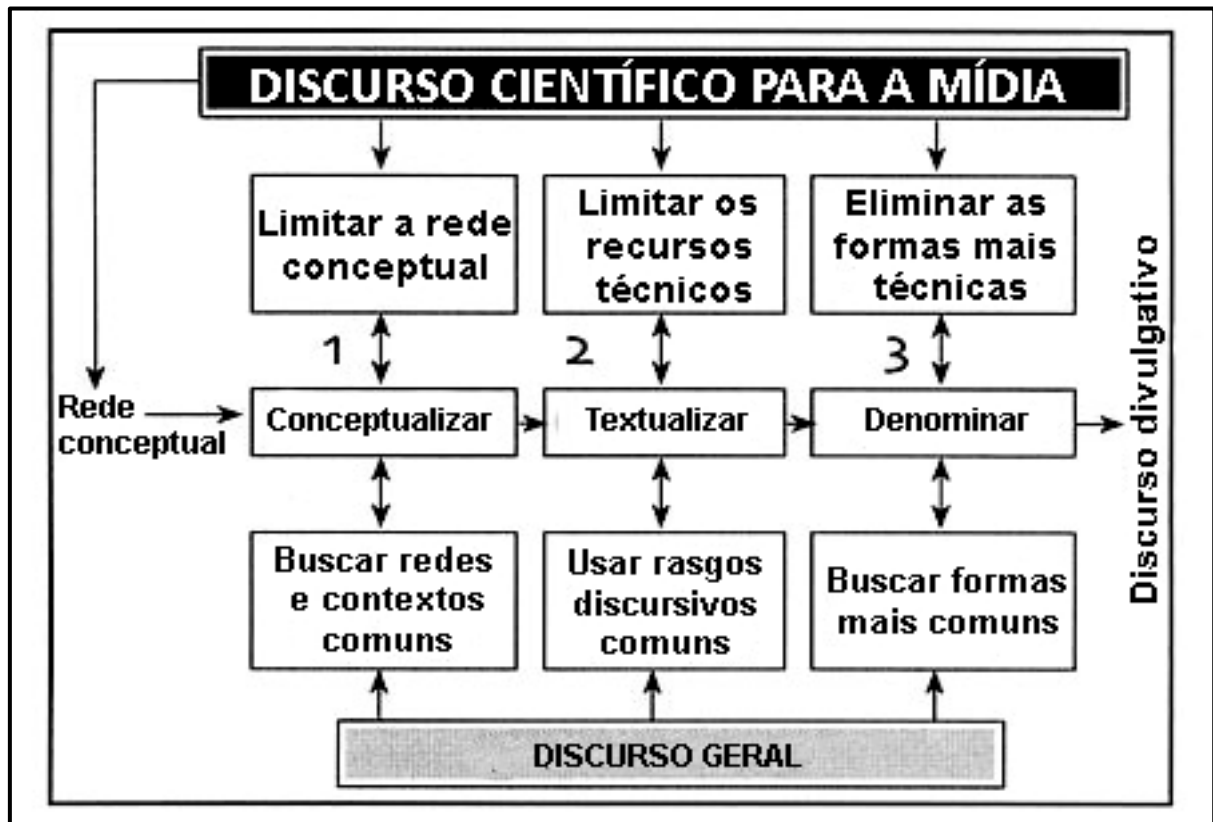 DISCURSO CIENTÍFICO PARA A MÍDIA
Limitar a rede
conceptual
Limitar os
recursos
técnicos
Eliminar as
formas mais
técnicas
1
2
3
Rede
conceptual
Conceptualizar
Textualizar
Denominar
Discurso divulgativo
Buscar redes
e contextos
comuns
Usar rasgos
discursivos
comuns
Buscar formas
mais comuns
DISCURSO GERAL